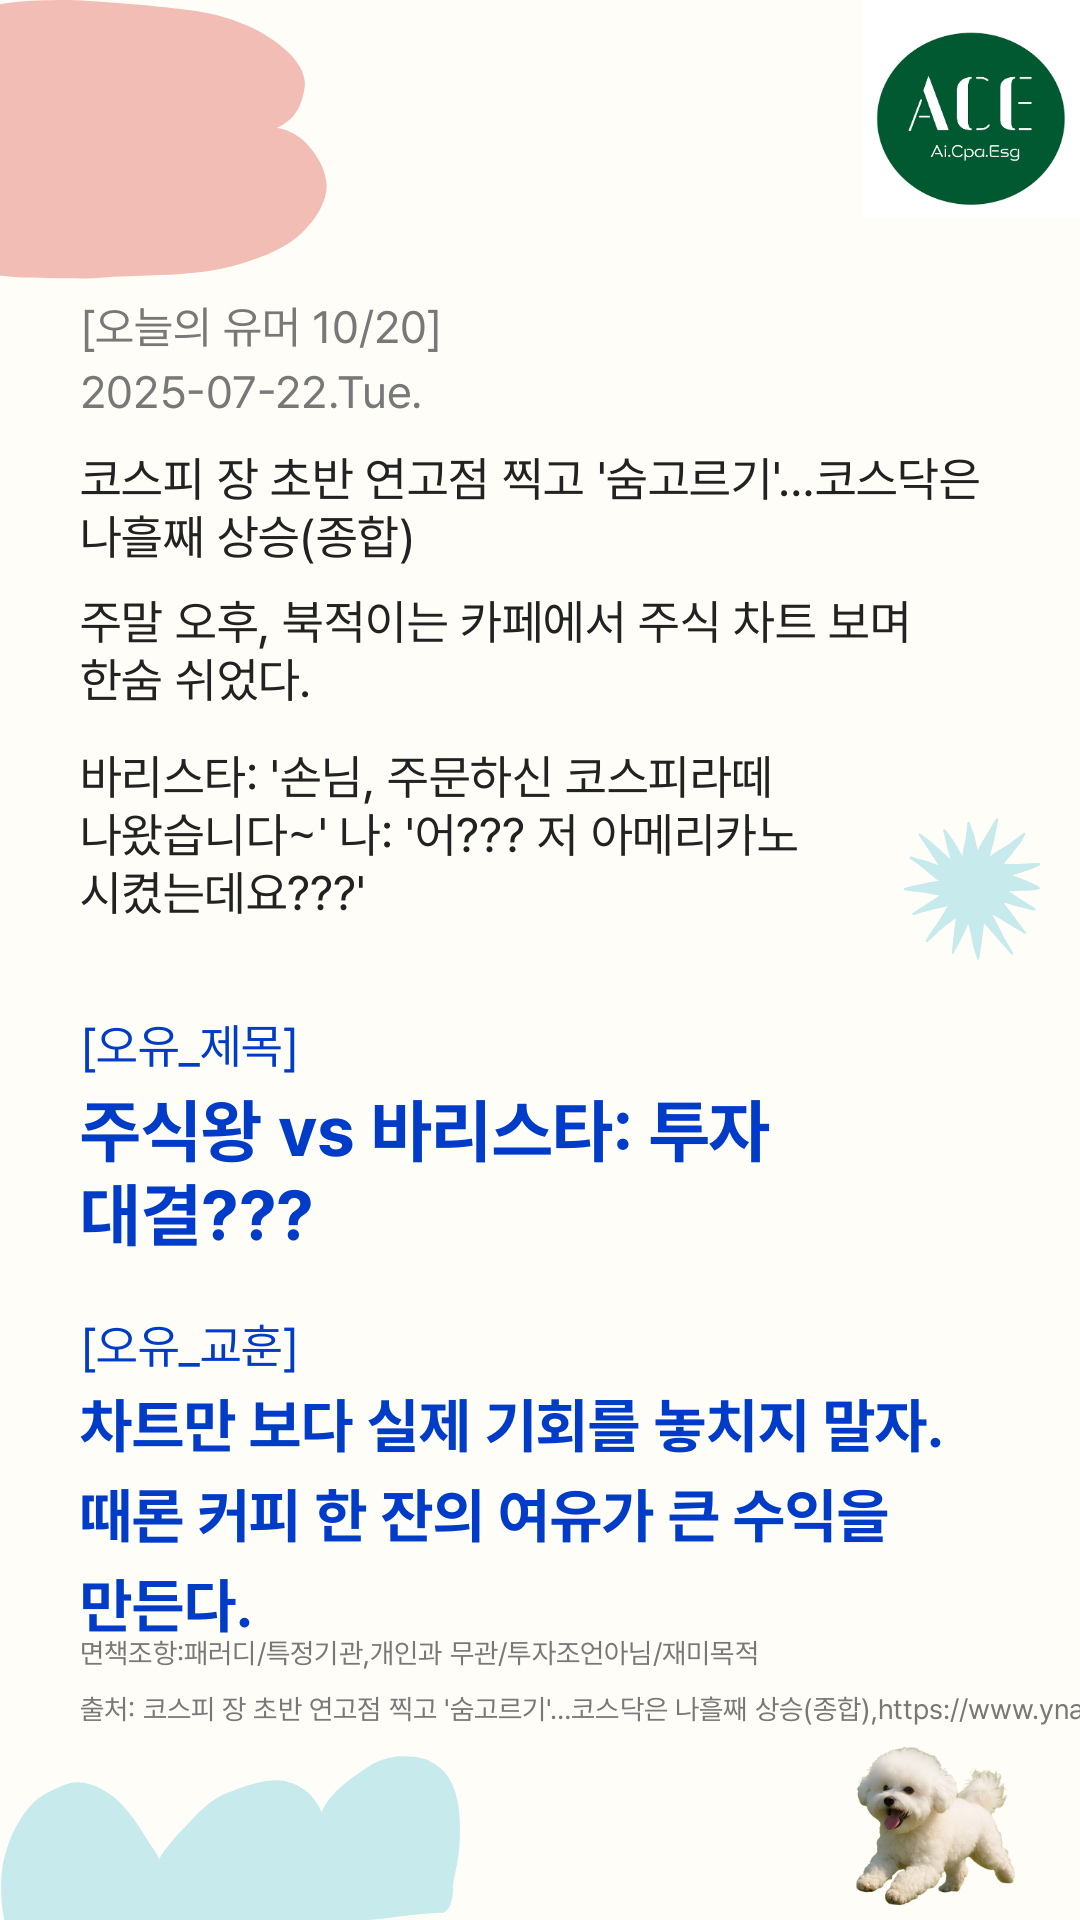 ACE
Ai.Cpa.Esg
[오늘의 유머 10/20]
2025-07-22.Tue.
코스피 장 초반 연고점 찍고 '숨고르기'...코스닥은
나흘째 상승(종합)
주말 오후, 북적이는 카페에서 주식 차트 보며
한숨 쉬었다.
바리스타: '손님, 주문하신 코스피라떼
나왔습니다~' 나: '어??? 저 아메리카노
시켰는데요???'
[오유_제목]
주식왕 vs 바리스타: 투자
대결???
[오유_교훈]
차트만 보다 실제 기회를 놓치지 말자.
때론 커피 한 잔의 여유가 큰 수익을
만든다.
면책조항:패러디/특정기관,개인과 무관/투자조언아님/재미목적
출처: 코스피 장 초반 연고점 찍고 '숨고르기'...코스닥은 나흘째 상승(종합),https://www.yna